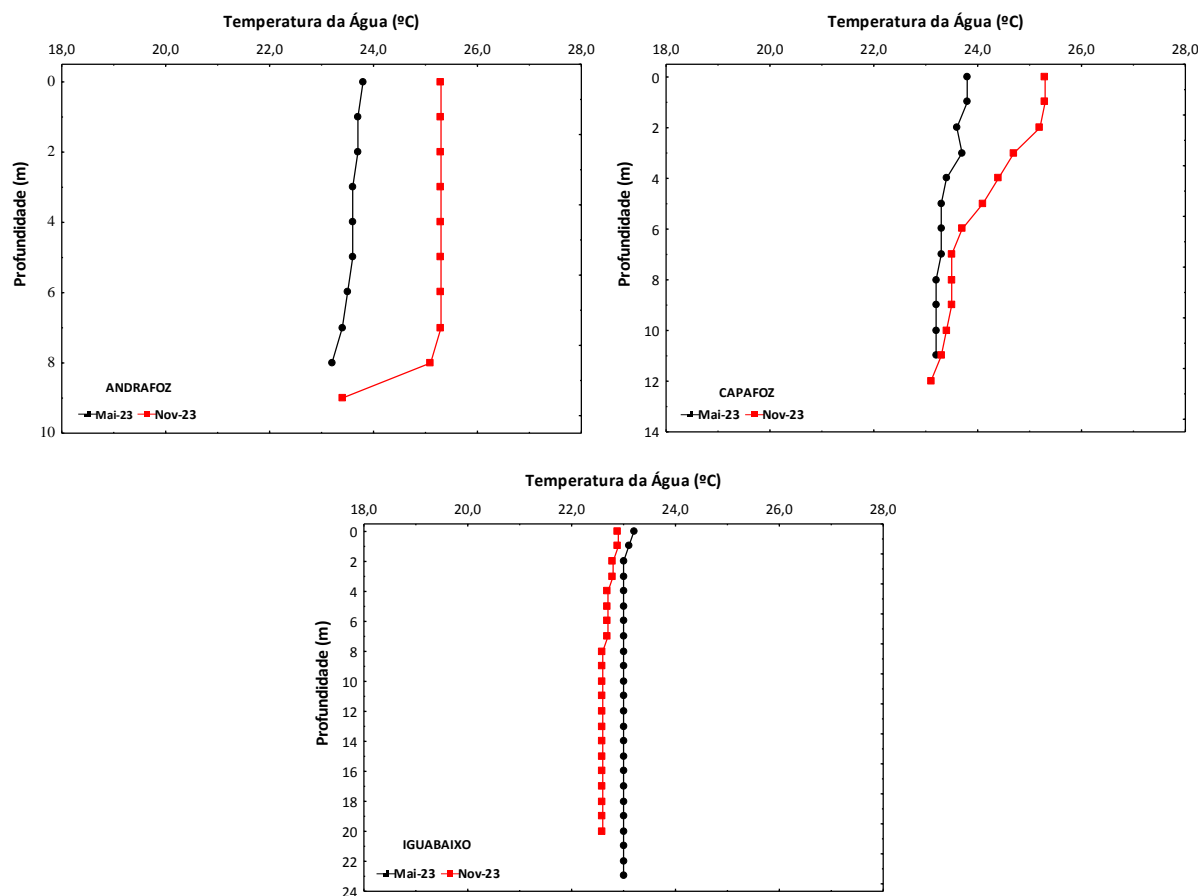 Temperatura da Água (ºC)
18,0 20,0 22,0 24,0 26,0 28,0
0
2
4
6
8
10
Profundidade (m)
ANDRAFOZ
Mai-23 Nov-23
Temperatura da Água (ºC)
18,0 20,0 22,0 24,0 26,0 28,0
0
2
4
6
8
10
12
14
Profundidade (m)
CAPAFOZ
Mai-23 Nov-23
Temperatura da Água (ºC)
18,0 20,0 22,0 24,0 26,0 28,0
0
2
4
6
8
10
12
14
16
18
20
22
24
Profundidade (m)
IGUABAIXO
Mai-23 Nov-23